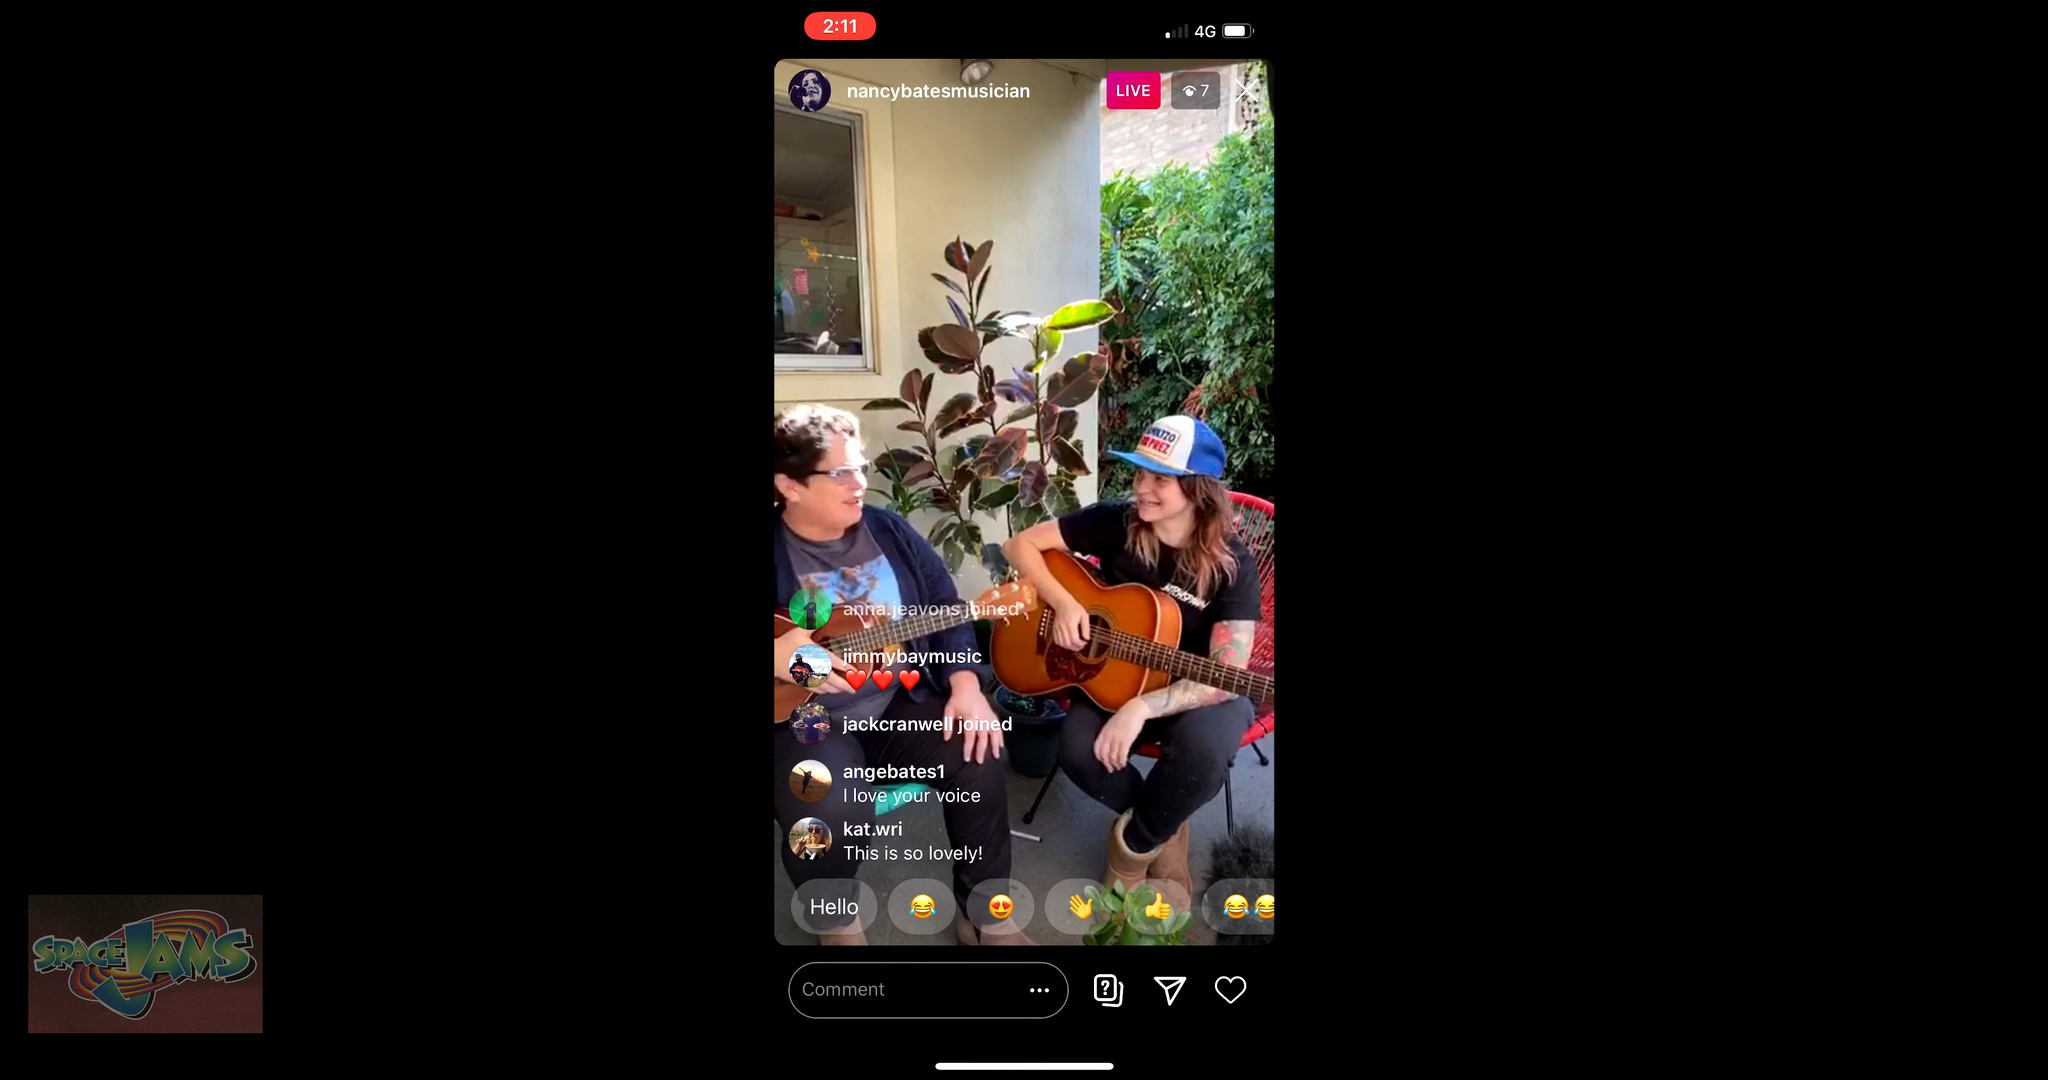 2:11
4G
nancybatesmusician
LIVE
7
PREZ
anna.jeavons joined
jimmybaymusic
jackcranwell joined
angebates1
I love your voice
kat.wri
This is so lovely!
Hello
Comment
SPACE JAMS